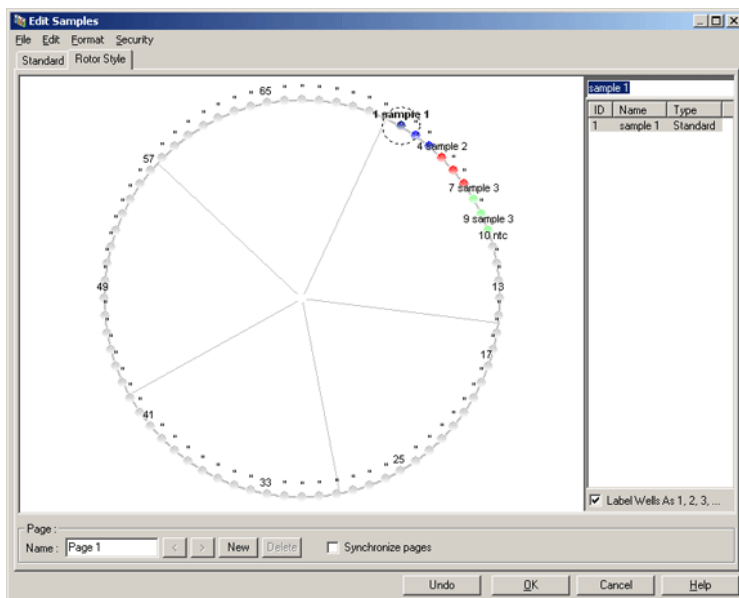 Edit Samples
File Edit Format Security
Standard Rotor Style
65
1 sample 1
4 sample 2
57
7 sample 3
9 sample 3
10 ntc
49
13
17
41
25
33
sample 1
ID Name Type
1 sample 1 Standard
Label Wells As 1, 2, 3, ...
Page :
Name : Page 1 < > New Delete Synchronize pages
Undo OK Cancel Help